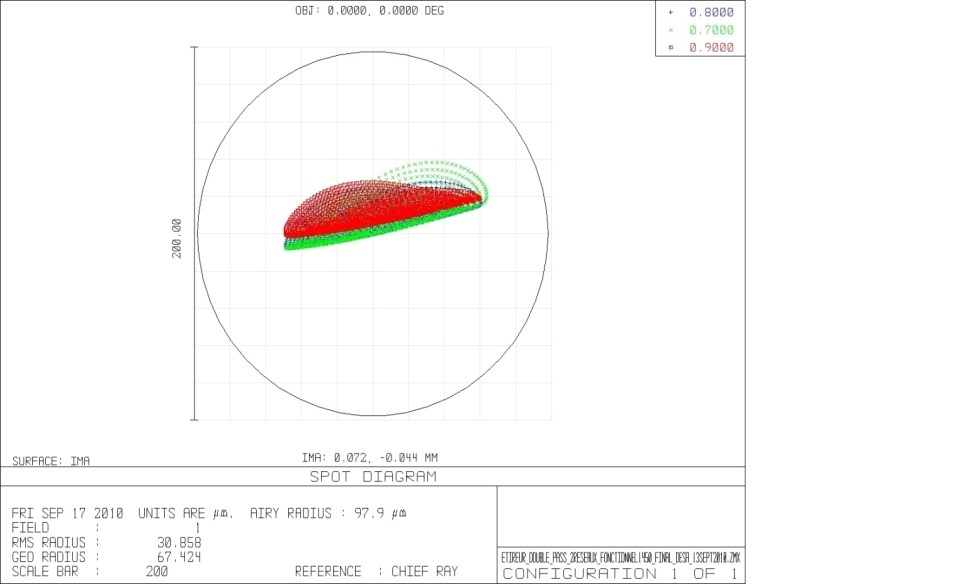 OBJ: 0.0000, 0.0000 DEG
+ 0.8000
× 0.7000
□ 0.9000
200.00
SURFACE: IMA
IMA: 0.072, -0.044 MM
SPOT DIAGRAM
FRI SEP 17 2010 UNITS ARE µm. AIRY RADIUS : 97.9 µm
FIELD : 1
RMS RADIUS : 30.858
GEO RADIUS : 67.424
SCALE BAR : 200 REFERENCE : CHIEF RAY
ETIREUR_DOUBLE_PASS_2RESEAUX_FONCTIONNEL1450_FINAL_DESA_13SEPT2010.ZMX
CONFIGURATION 1 OF 1